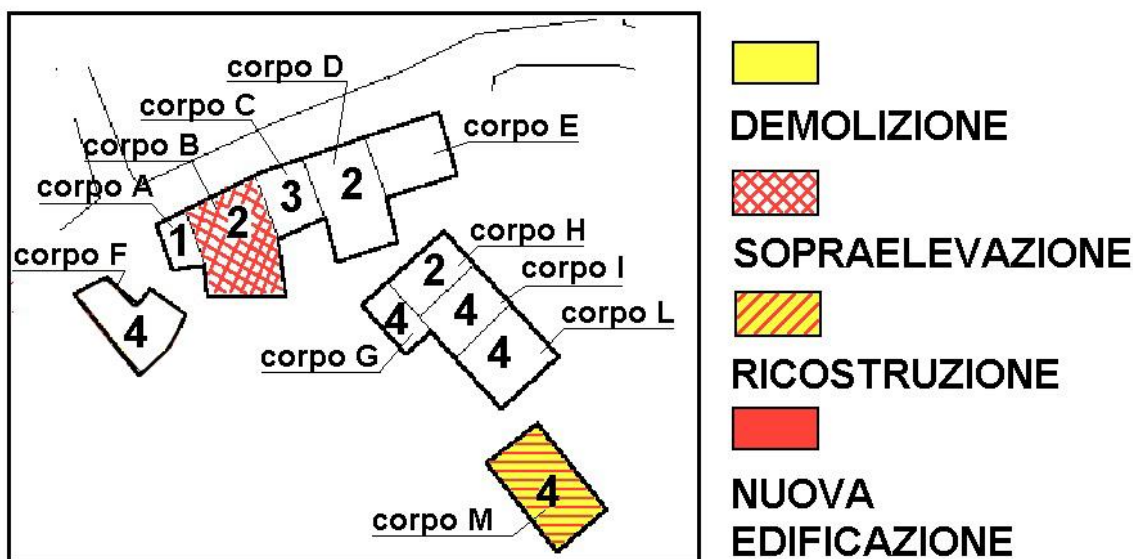 corpo D
corpo C
corpo B
corpo E
corpo A
1
2
3
2
corpo F
4
corpo H
2
corpo I
4
4
corpo L
4
corpo G
4
corpo M
DEMOLIZIONE
SOPRAELEVAZIONE
RICOSTRUZIONE
NUOVA
EDIFICAZIONE